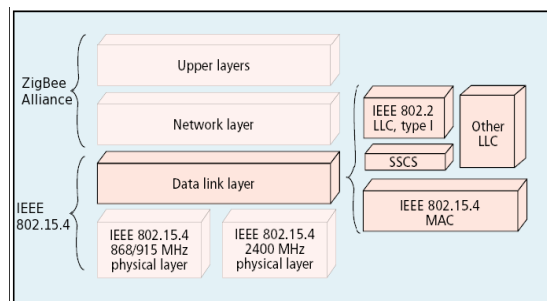 ZigBee
Alliance
Upper layers
Network layer
IEEE
802.15.4
Data link layer
IEEE 802.15.4
868/915 MHz
physical layer
IEEE 802.15.4
2400 MHz
physical layer
IEEE 802.2
LLC, type I
Other
LLC
SSCS
IEEE 802.15.4
MAC